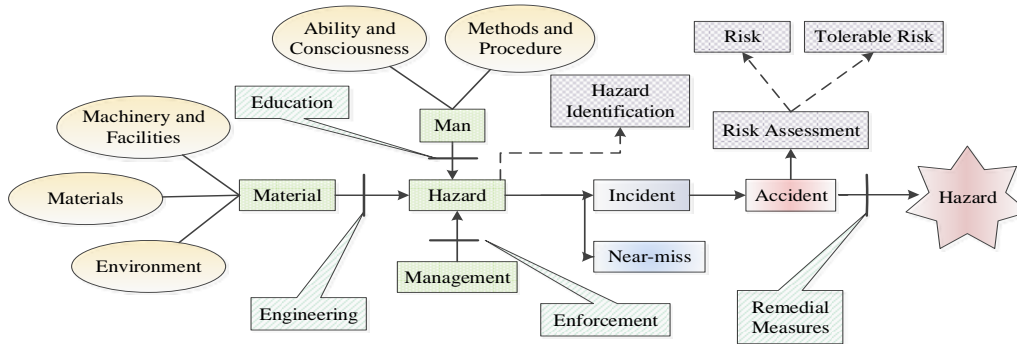 Ability and
Consciousness
Methods and
Procedure
Risk
Tolerable Risk
Education
Hazard
Identification
Machinery and
Facilities
Man
Risk Assessment
Materials
Material
Hazard
Incident
Accident
Hazard
Environment
Management
Near-miss
Engineering
Enforcement
Remedial
Measures